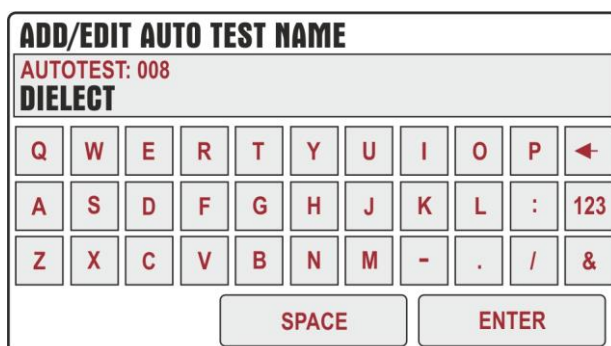 ADD/EDIT AUTO TEST NAME
AUTOTEST: 008
DIELECT
Q W E R T Y U I O P
A S D F G H J K L : 123
Z X C V B N M - . / &
SPACE ENTER